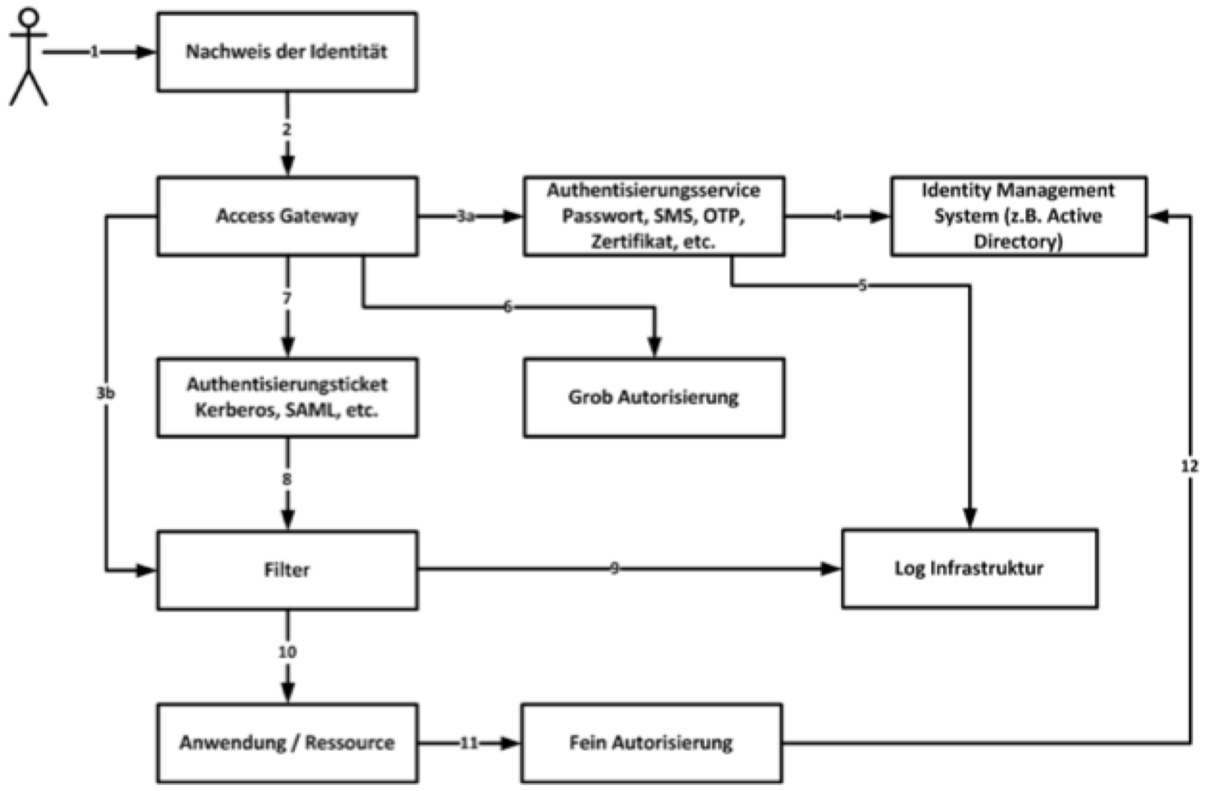 1
Nachweis der Identität
2
Access Gateway
3a
Authentisierungsservice
Passwort, SMS, OTP,
Zertifikat, etc.
4
Identity Management
System (z.B. Active
Directory)
7
6
5
3b
Authentisierungsticket
Kerberos, SAML, etc.
Grob Autorisierung
12
8
Filter
9
Log Infrastruktur
10
Anwendung / Ressource
11
Fein Autorisierung